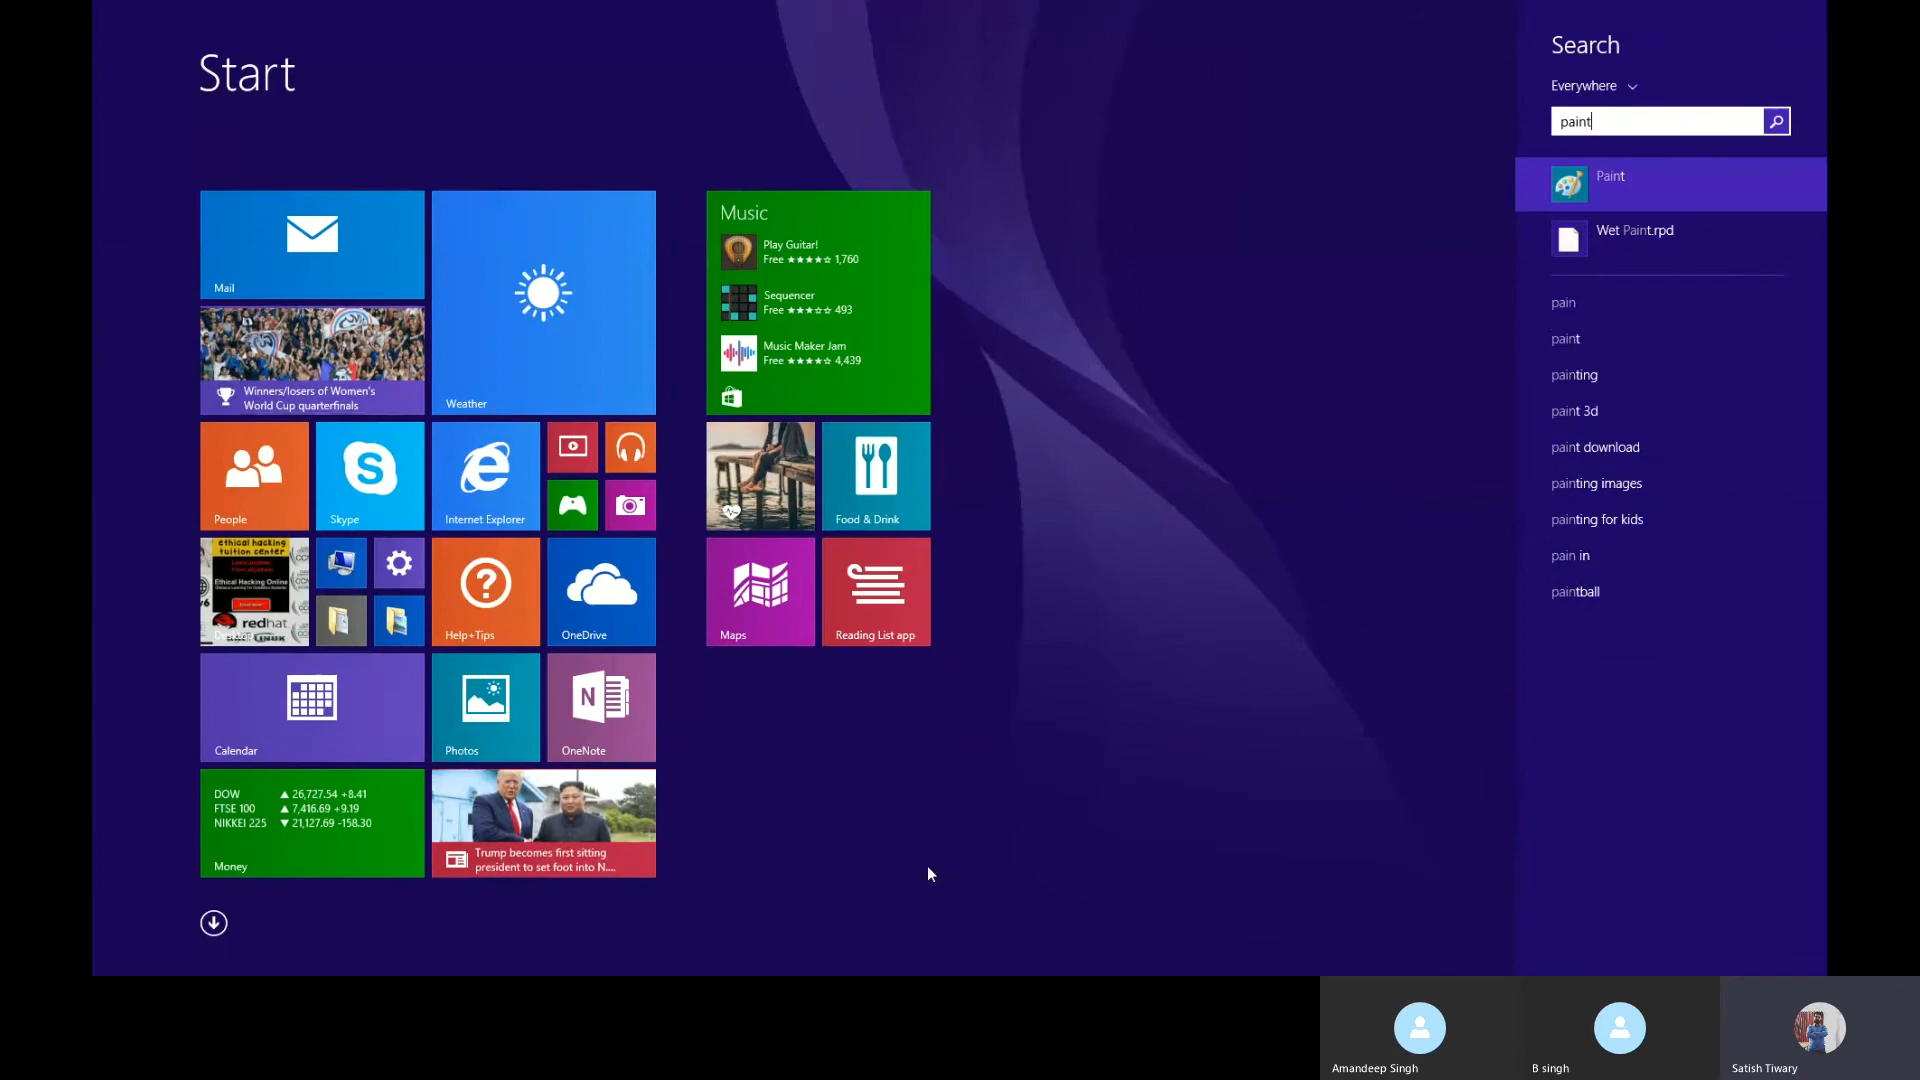 Start
Mail
Winners/losers of Women's
World Cup quarterfinals
Weather
People
Skype
Internet Explorer
ethical hacking
tuition center
Ethical Hacking Online
redhat
Help+Tips
OneDrive
Calendar
Photos
OneNote
DOW ▲ 26,727.54 +8.41
FTSE 100 ▲ 7,416.69 +9.19
NIKKEI 225 ▼ 21,127.69 -158.30
Money
Trump becomes first sitting
president to set foot into N....
Music
Play Guitar!
Free ★★★★☆ 1,760
Sequencer
Free ★★★☆☆ 493
Music Maker Jam
Free ★★★★☆ 4,439
Food & Drink
Maps
Reading List app
Search
Everywhere
paint
Paint
Wet Paint.rpd
pain
paint
painting
paint 3d
paint download
painting images
painting for kids
pain in
paintball
Amandeep Singh
B singh
Satish Tiwary